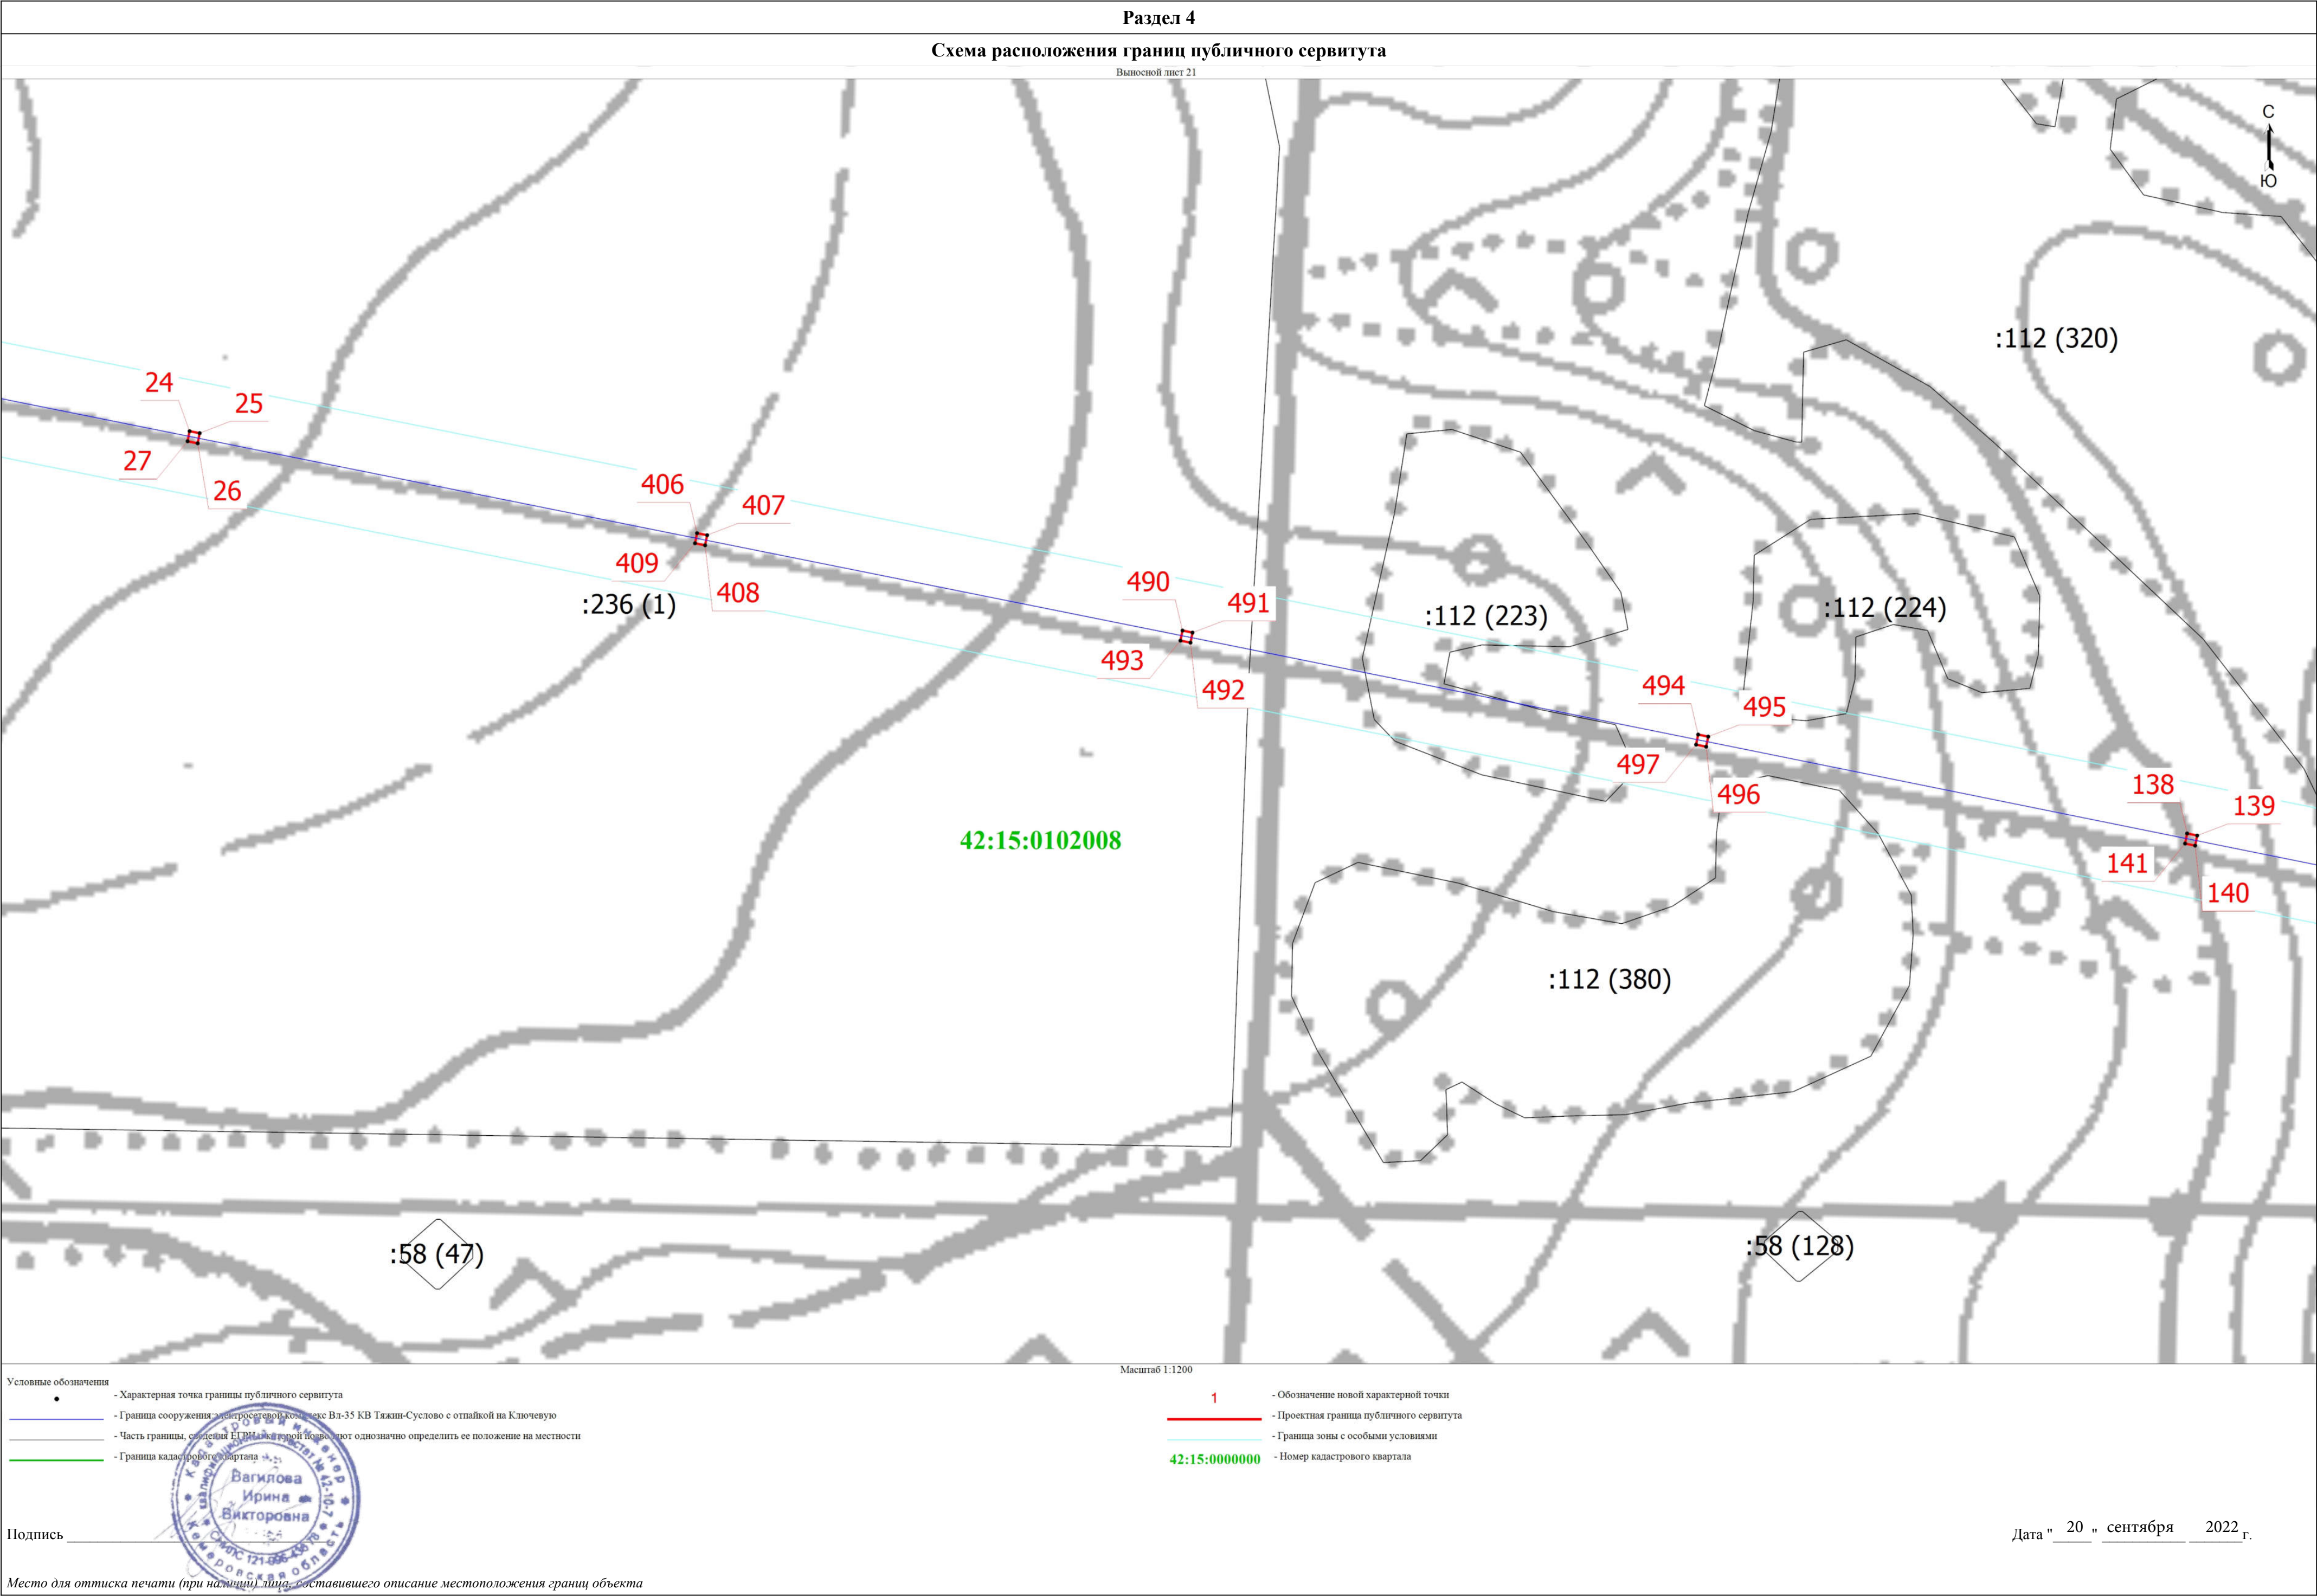 Раздел 4
Схема расположения границ публичного сервитута
Выносной лист 21
С
Ю
:112 (320)
24
25
27
26
406
407
409
408
:236 (1)
490
491
493
492
:112 (223)
:112 (224)
494
495
497
496
138
139
141
140
42:15:0102008
:112 (380)
:58 (47)
:58 (128)
Масштаб 1:1200
Условные обозначения
- Характерная точка границы публичного сервитута
- Граница сооружения электросетевой комплекс Вл-35 КВ Тяжин-Суслово с отпайкой на Ключевую
- Часть границы, сведения ЕГРН о которой позволяют однозначно определить ее положение на местности
- Граница кадастрового квартала
1
- Обозначение новой характерной точки
- Проектная граница публичного сервитута
- Граница зоны с особыми условиями
42:15:0000000
- Номер кадастрового квартала
Кадастровый инженер
Кемеровская область
Вагилова
Ирина
Викторовна
Подпись
Дата " 20 " сентября 2022 г.
Место для оттиска печати (при наличии) лица, составившего описание местоположения границ объекта